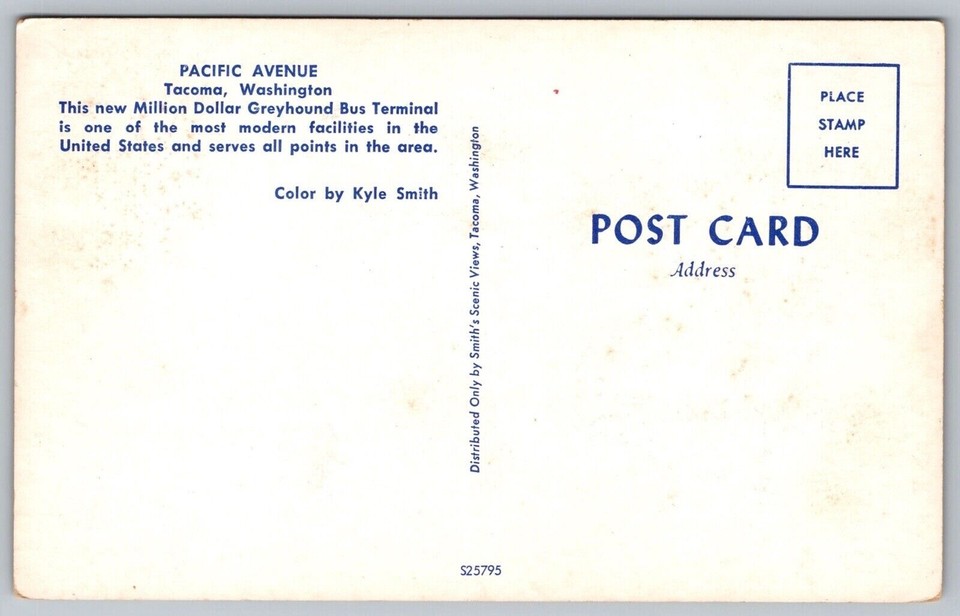 PACIFIC AVENUE
Tacoma, Washington
This new Million Dollar Greyhound Bus Terminal
is one of the most modern facilities in the
United States and serves all points in the area.
Color by Kyle Smith
Distributed Only by Smith's Scenic Views, Tacoma, Washington
PLACE
STAMP
HERE
POST CARD
Address
S25795